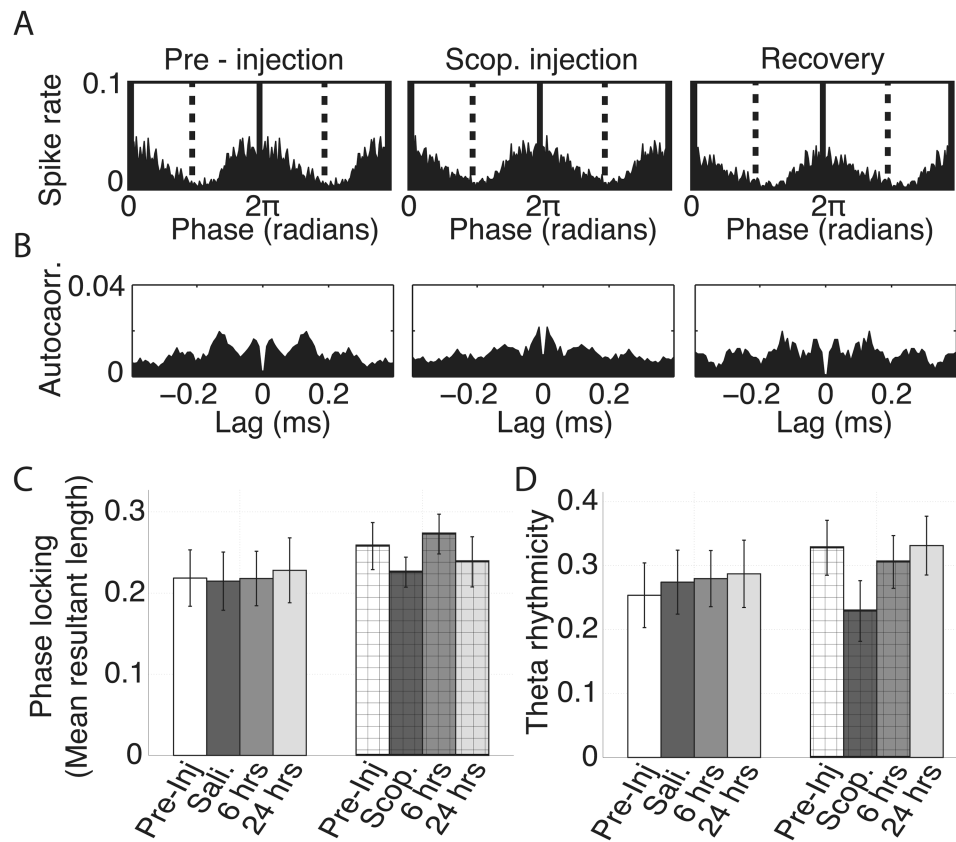 A
Pre - injection Scop. injection Recovery
0.1
Spike rate
0
0 2π 2π 2π
Phase (radians) Phase (radians) Phase (radians)
B
0.04
Autocaorr.
0
−0.2 0 0.2 −0.2 0 0.2 −0.2 0 0.2
Lag (ms) Lag (ms) Lag (ms)
C
Phase locking
(Mean resultant length)
0.3
0.2
0.1
0
Pre-Inj Sali. 6 hrs 24 hrs Pre-Inj Scop. 6 hrs 24 hrs
D
Theta rhythmicity
0.4
0.3
0.2
0.1
0
Pre-Inj Sali. 6 hrs 24 hrs Pre-Inj Scop. 6 hrs 24 hrs